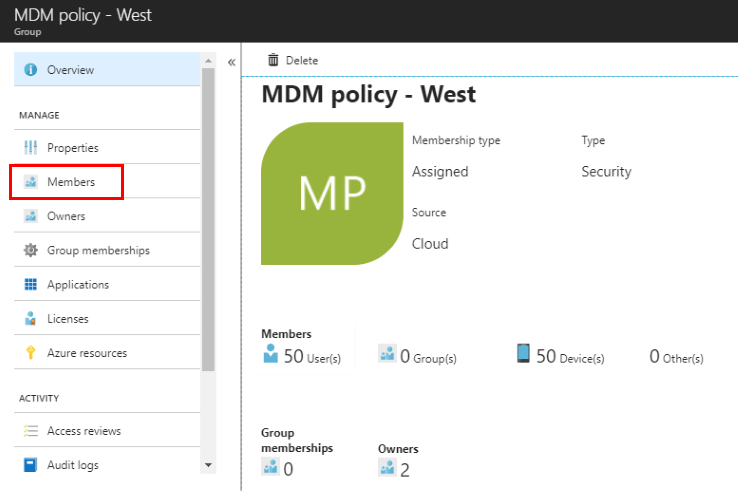 MDM policy - West
Group
Overview
MANAGE
Properties
Members
Owners
Group memberships
Applications
Licenses
Azure resources
ACTIVITY
Access reviews
Audit logs
«
Delete
MDM policy - West
MP
Membership type
Type
Assigned
Security
Source
Cloud
Members
50 User(s)
0 Group(s)
50 Device(s)
0 Other(s)
Group
memberships
0
Owners
2